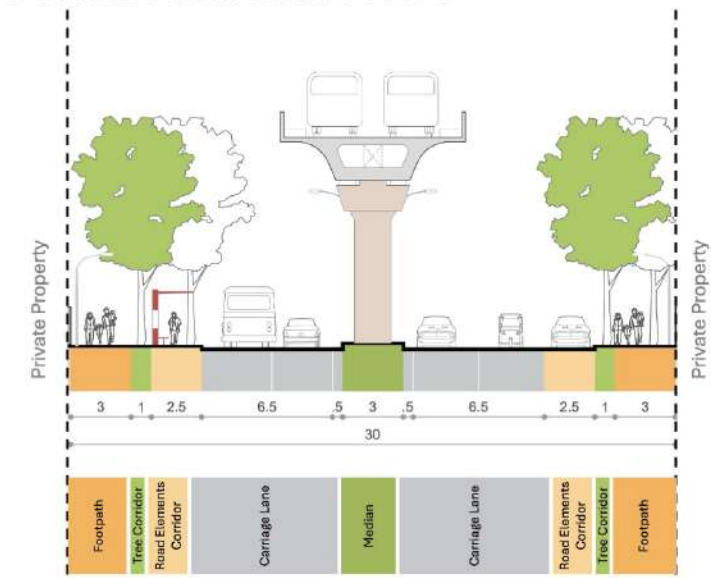 Private Property
Private Property
3 1 2.5 6.5 .5 3 .5 6.5 2.5 1 3
30
Footpath
Tree Corridor
Road Elements
Corridor
Carriage Lane
Median
Carriage Lane
Road Elements
Corridor
Tree Corridor
Footpath